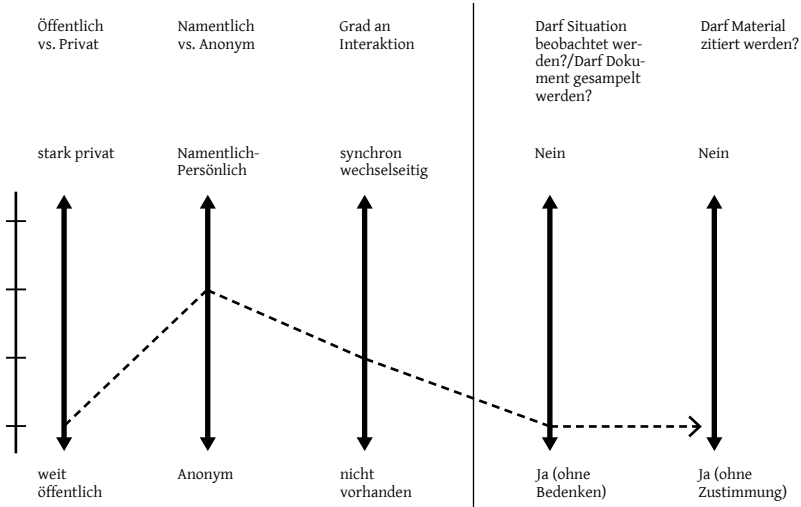 Öffentlich
vs. Privat
Namentlich
vs. Anonym
Grad an
Interaktion
Darf Situation
beobachtet wer-
den?/Darf Doku-
ment gesampelt
werden?
Darf Material
zitiert werden?
stark privat
Namentlich-
Persönlich
synchron
wechselseitig
Nein
Nein
weit
öffentlich
Anonym
nicht
vorhanden
Ja (ohne
Bedenken)
Ja (ohne
Zustimmung)